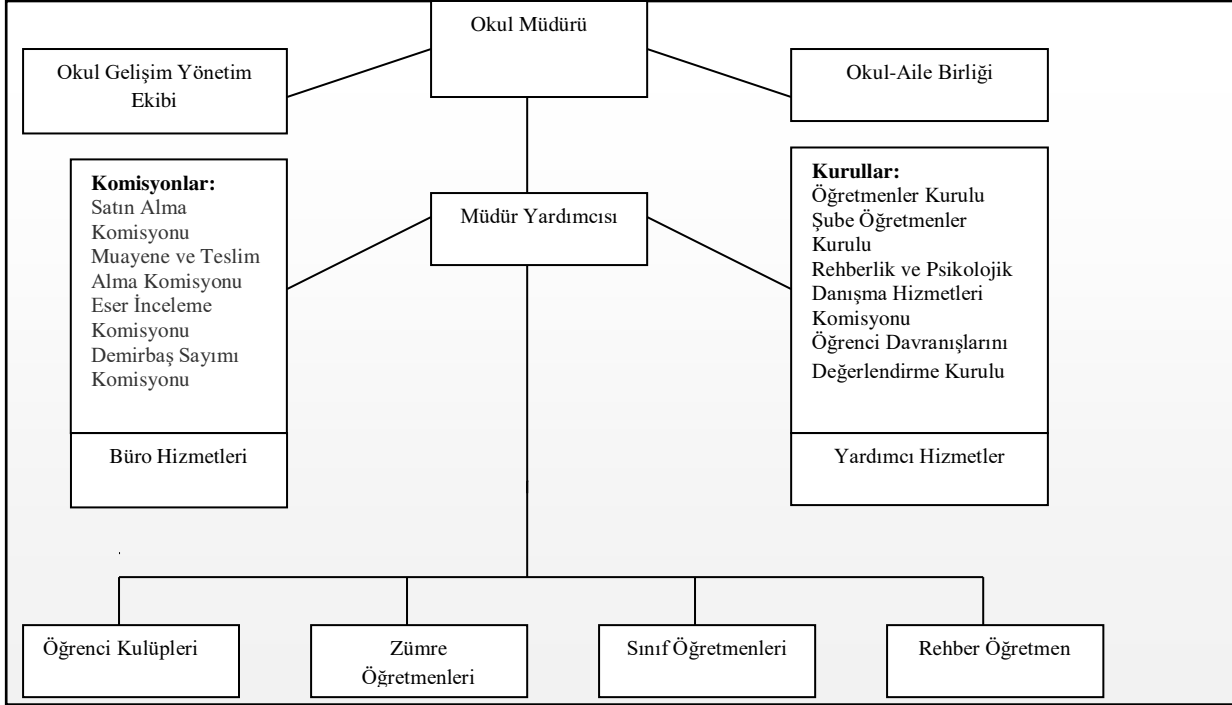 Okul Müdürü
Okul Gelişim Yönetim
Ekibi
Okul-Aile Birliği
Komisyonlar:
Satın Alma
Komisyonu
Muayene ve Teslim
Alma Komisyonu
Eser İnceleme
Komisyonu
Demirbaş Sayımı
Komisyonu
Müdür Yardımcısı
Kurullar:
Öğretmenler Kurulu
Şube Öğretmenler
Kurulu
Rehberlik ve Psikolojik
Danışma Hizmetleri
Komisyonu
Öğrenci Davranışlarını
Değerlendirme Kurulu
Büro Hizmetleri
Yardımcı Hizmetler
Öğrenci Kulüpleri
Zümre
Öğretmenleri
Sınıf Öğretmenleri
Rehber Öğretmen